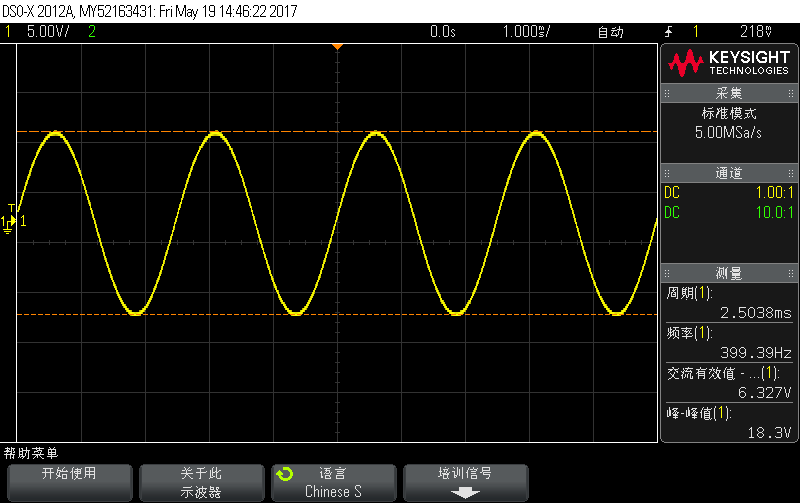 DSO-X 2012A, MY52163431: Fri May 19 14:46:22 2017
1 5.00V/ 2 0.0s 1.000ms/ 自动 1 218mV
KEYSIGHT
TECHNOLOGIES
采集
标准模式
5.00MSa/s
通道
DC 1.00:1
DC 10.0:1
测量
周期(1):
2.5038ms
频率(1):
399.39Hz
交流有效值 - ...(1):
6.327V
峰-峰值(1):
18.3V
T
1 1
帮助菜单
开始使用
关于此
示波器
语言
Chinese S
培训信号